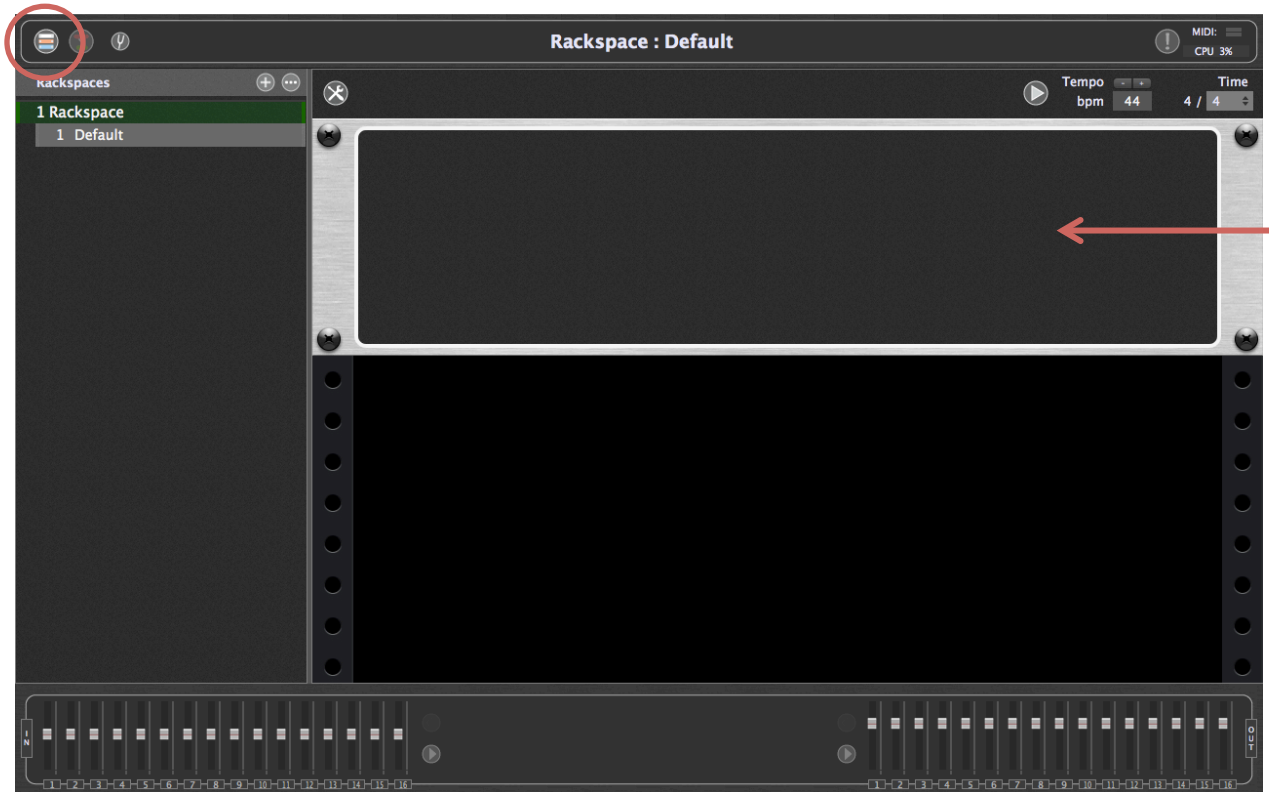 Rackspace : Default
MIDI:
CPU 3%
Rackspaces
Tempo - + Time
bpm 44 4 / 4
1 Rackspace
1 Default
IN
OUT
1 2 3 4 5 6 7 8 9 10 11 12 13 14 15 16
1 2 3 4 5 6 7 8 9 10 11 12 13 14 15 16